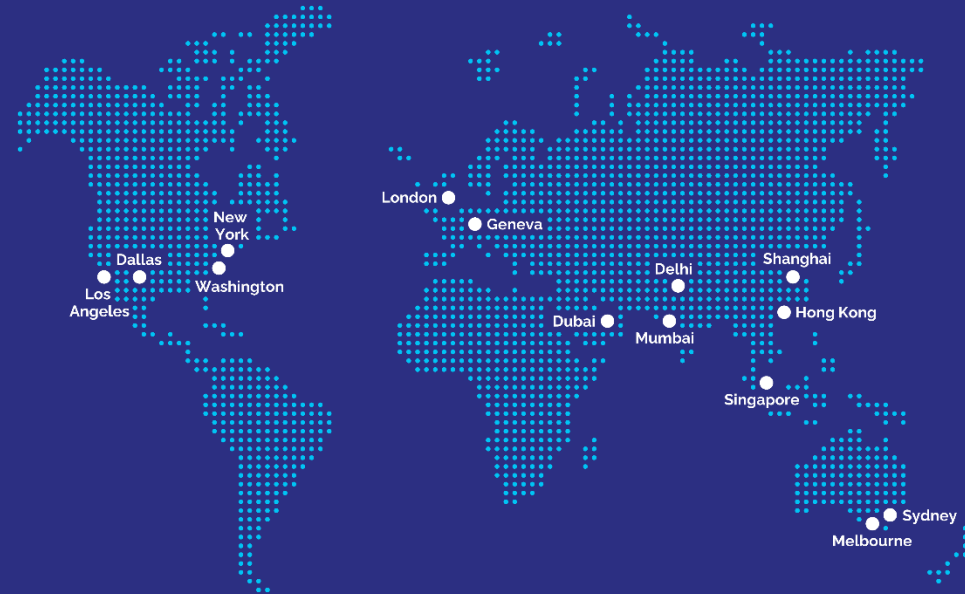 New
York
Dallas
Washington
Los
Angeles
London
Geneva
Dubai
Delhi
Mumbai
Shanghai
Hong Kong
Singapore
Sydney
Melbourne